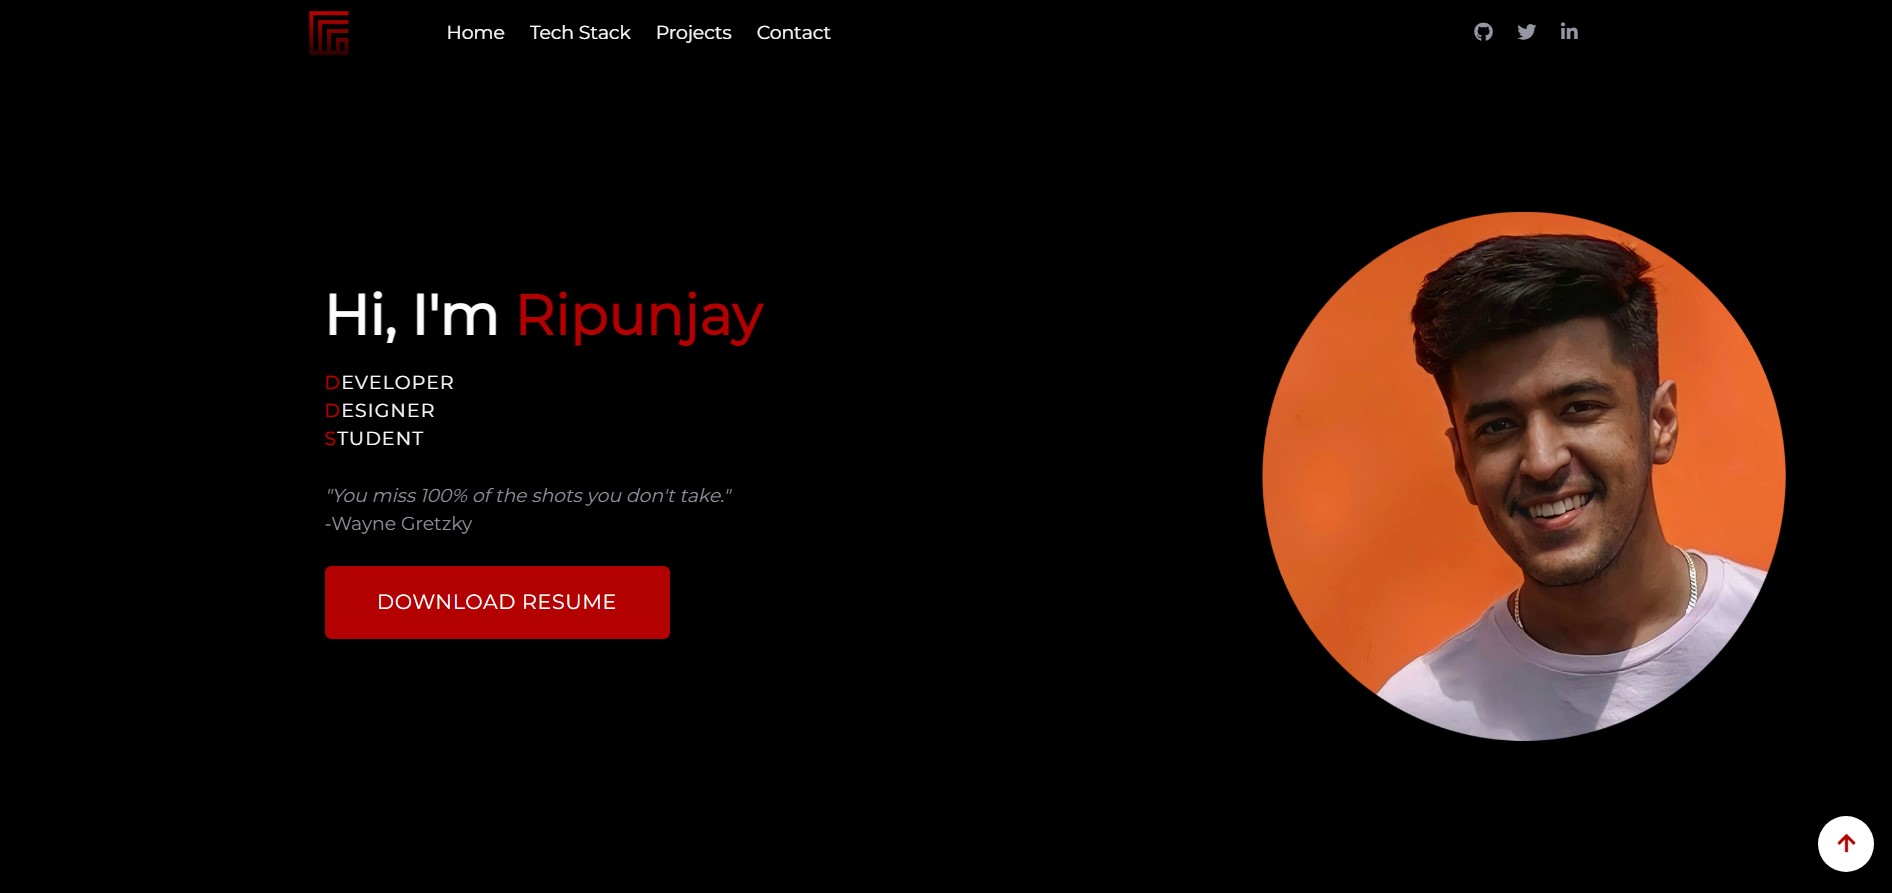 Home Tech Stack Projects Contact
Hi, I'm Ripunjay
DEVELOPER
DESIGNER
STUDENT
"You miss 100% of the shots you don't take."
-Wayne Gretzky
DOWNLOAD RESUME